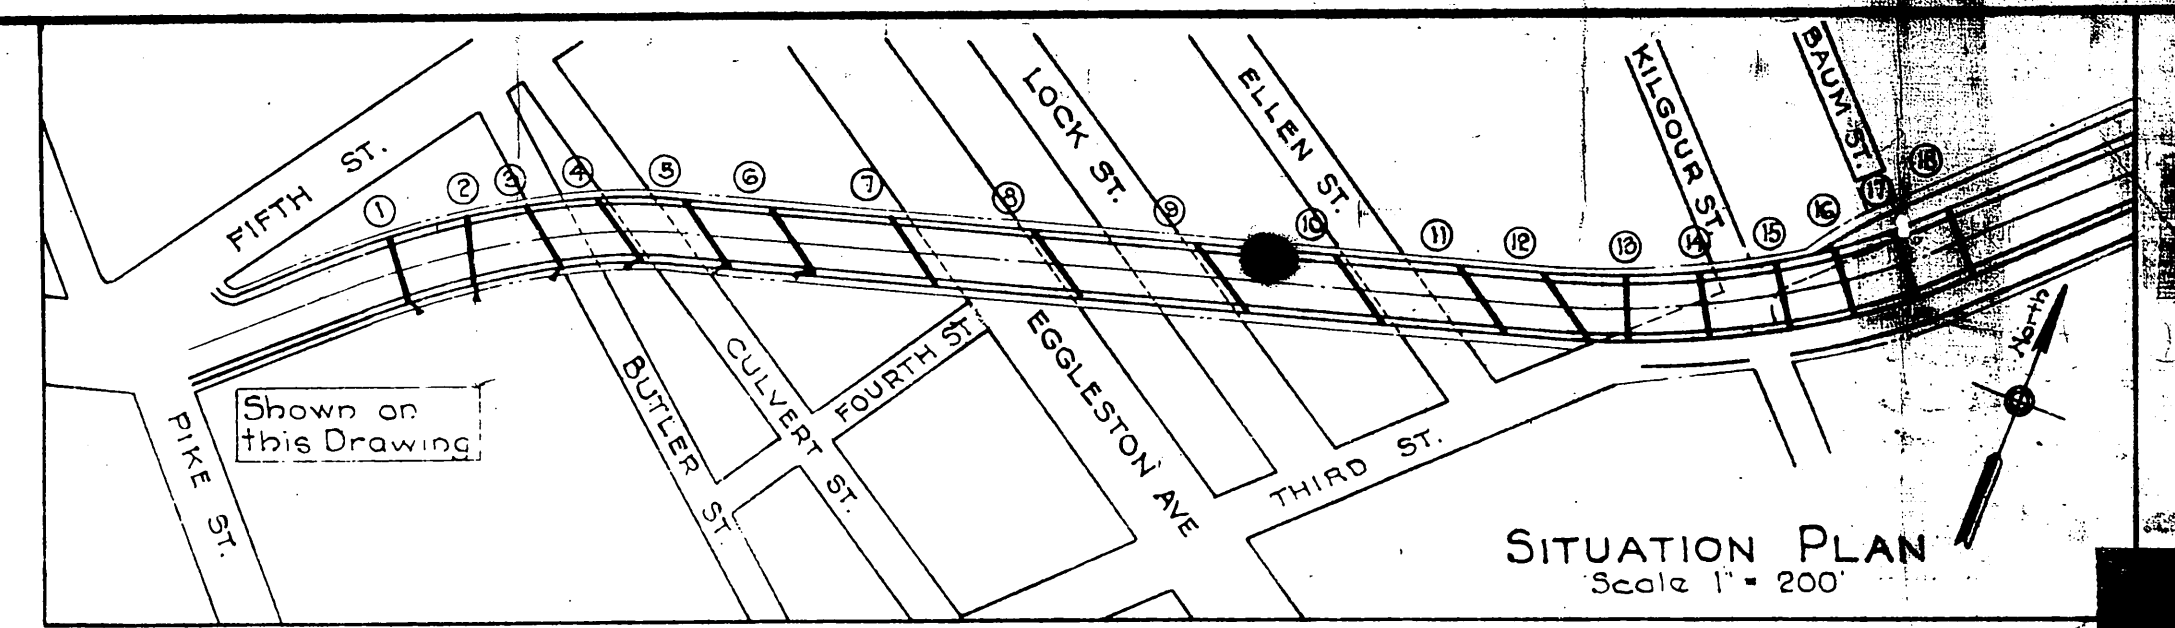 FIFTH ST.
1
2
3
4
5
6
7
8
9
10
11
12
13
14
15
16
17
18
LOCK ST.
ELLEN ST.
KILGOUR ST.
BAUM ST.
PIKE ST.
Shown on
this Drawing
BUTLER ST.
CULVERT ST.
FOURTH ST.
EGGLESTON AVE
THIRD ST.
North
SITUATION PLAN
Scale 1" = 200'